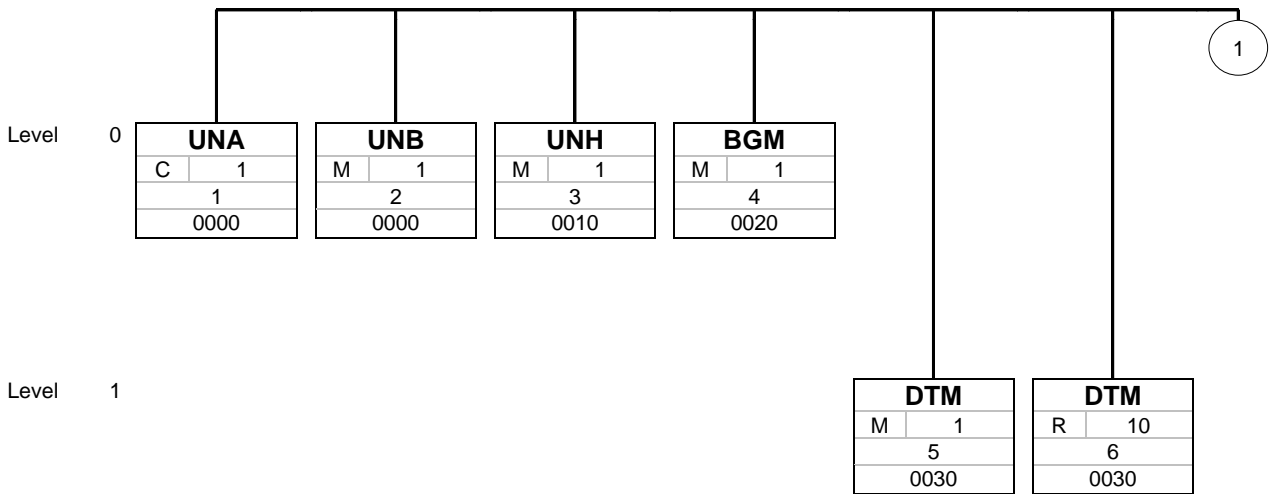 1
Level 0 UNA UNB UNH BGM
C 1 M 1 M 1 M 1
1 2 3 4
0000 0000 0010 0020
Level 1 DTM DTM
M 1 R 10
5 6
0030 0030